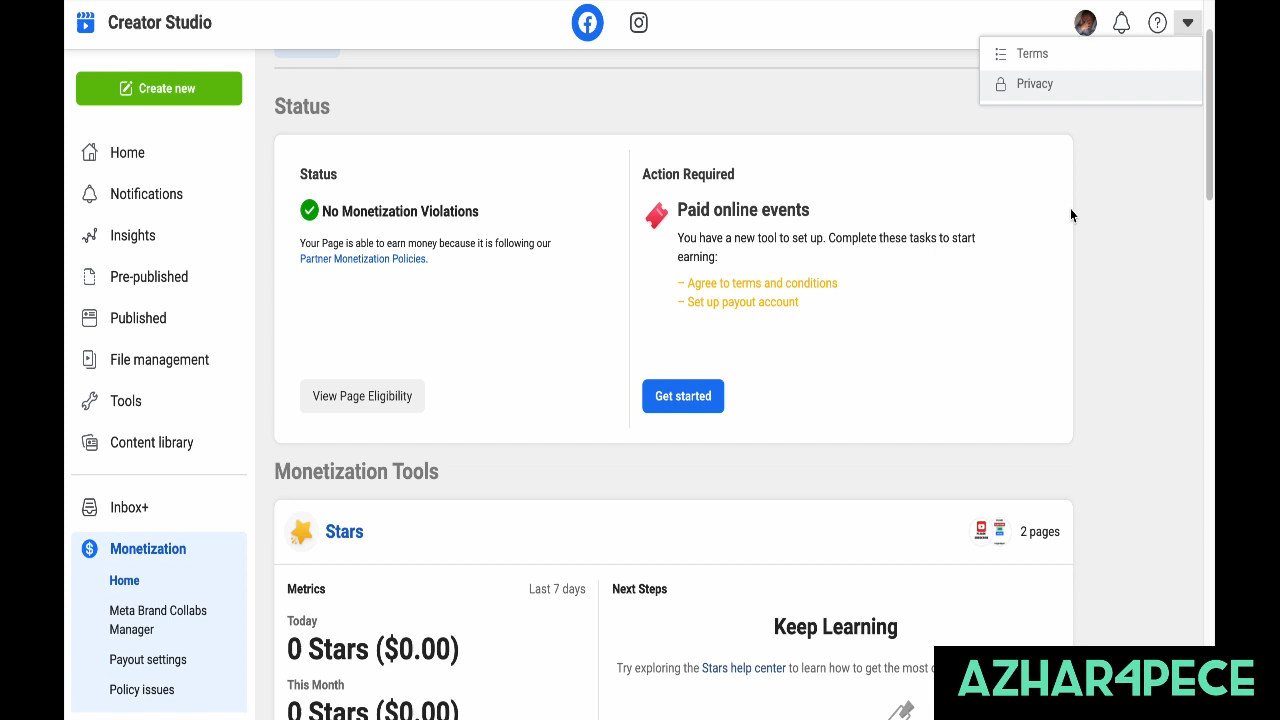 Creator Studio
Terms
Privacy
Create new
Home
Notifications
Insights
Pre-published
Published
File management
Tools
Content library
Inbox+
Monetization
Home
Meta Brand Collabs
Manager
Payout settings
Policy issues
Status
Status
No Monetization Violations
Your Page is able to earn money because it is following our
Partner Monetization Policies.
View Page Eligibility
Action Required
Paid online events
You have a new tool to set up. Complete these tasks to start
earning:
– Agree to terms and conditions
– Set up payout account
Get started
Monetization Tools
Stars
2 pages
Metrics
Last 7 days
Today
0 Stars ($0.00)
This Month
0 Stars ($0.00)
Next Steps
Keep Learning
Try exploring the Stars help center to learn how to get the most
AZHAR4PECE